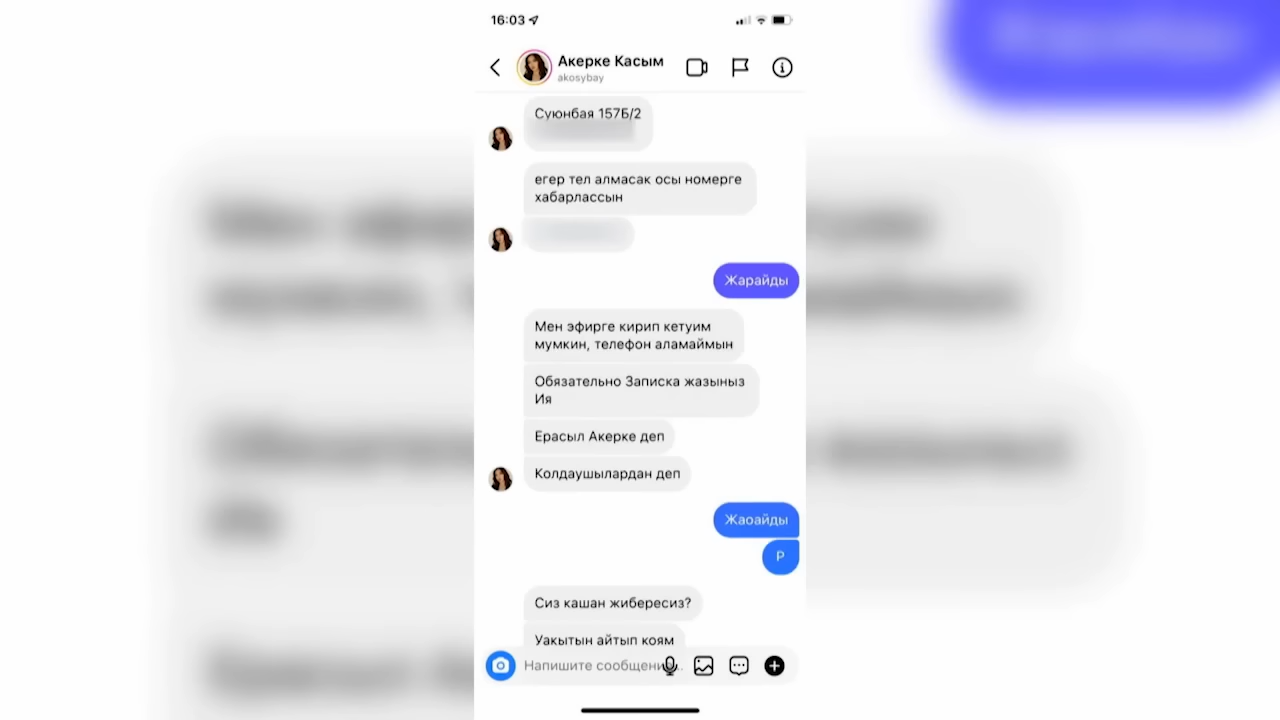 16:03
Акерке Касым
akosybay
Суюнбая 157Б/2
егер тел алмасак осы номерге
хабарлассын
Жарайды
Мен эфирге кирип кетуим
мумкин, телефон аламаймын
Обязательно Записка жазыныз
Ия
Ерасыл Акерке деп
Колдаушылардан деп
Жаоайды
Р
Сиз кашан жибересиз?
Уакытын айтып коям
Напишите сообщени...